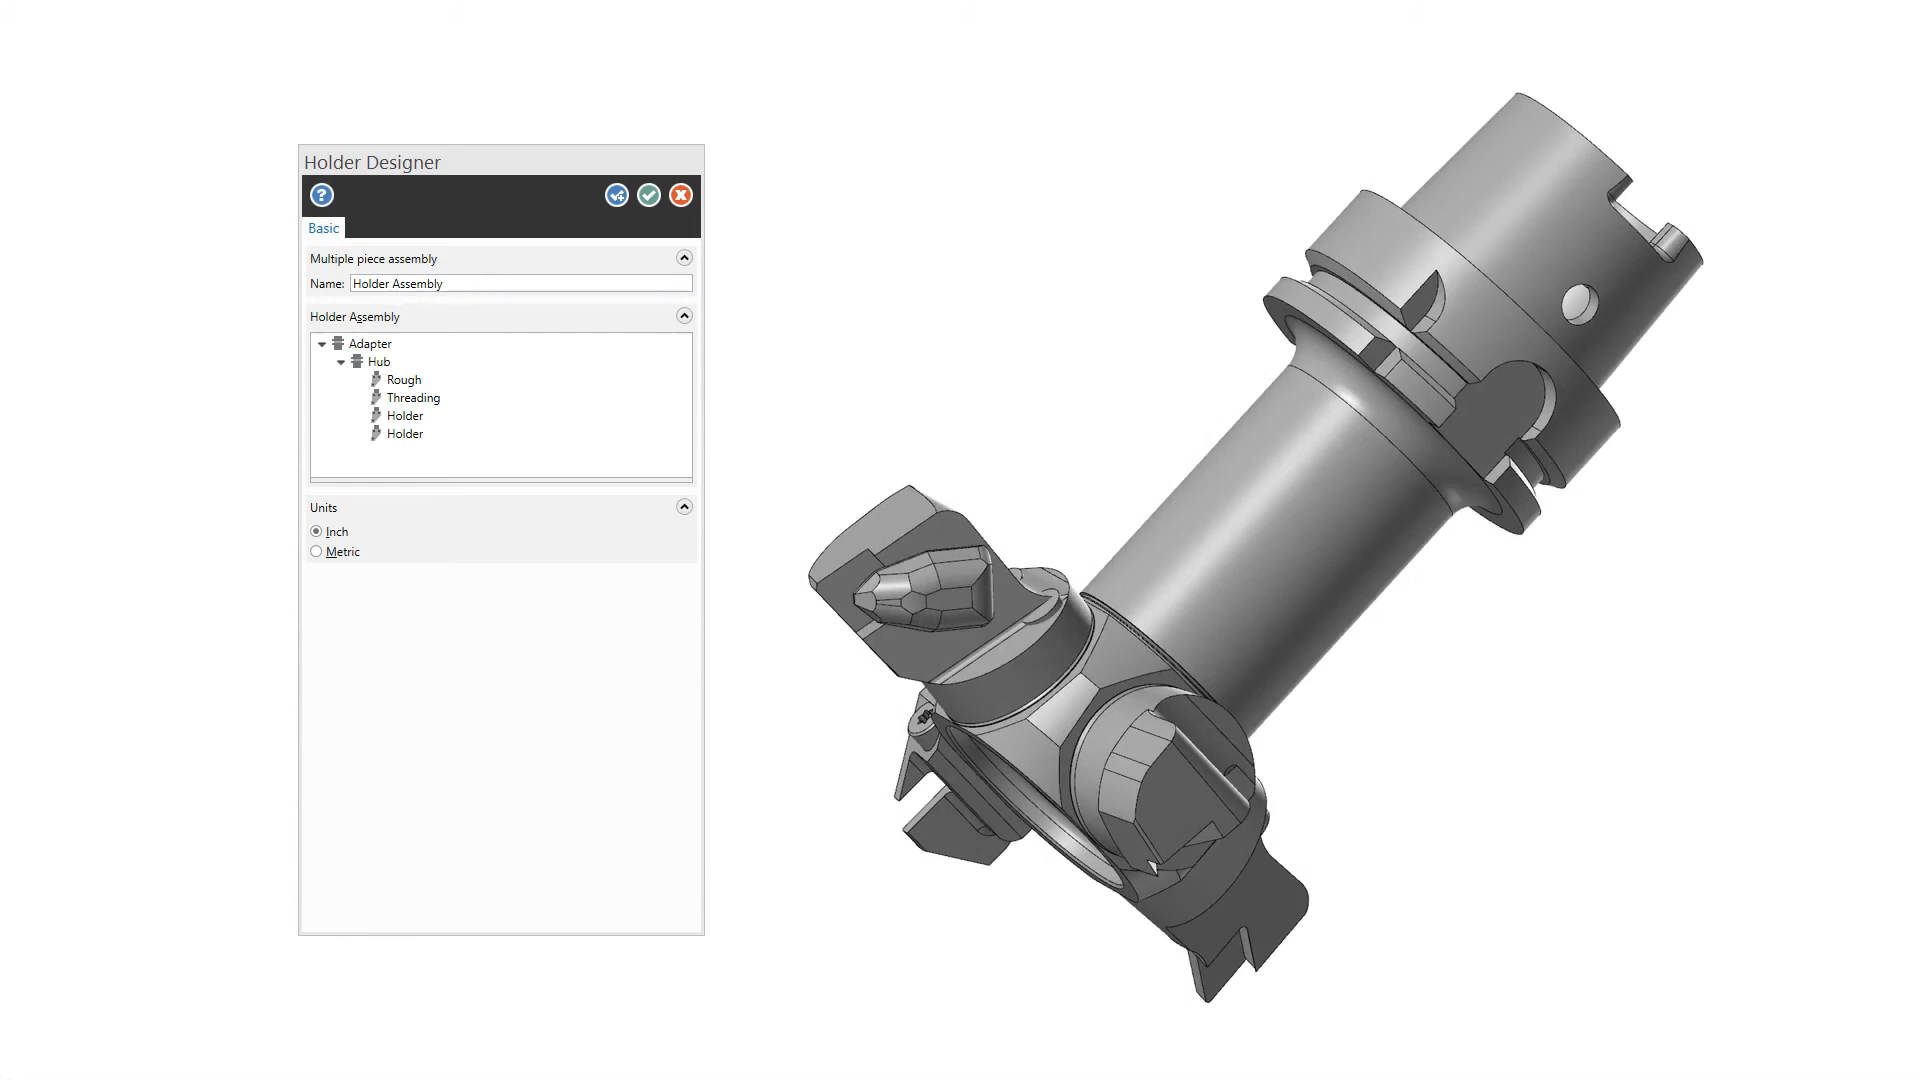 Holder Designer
?
Basic
Multiple piece assembly
Name: Holder Assembly
Holder Assembly
Adapter
Hub
Rough
Threading
Holder
Holder
Units
Inch
Metric